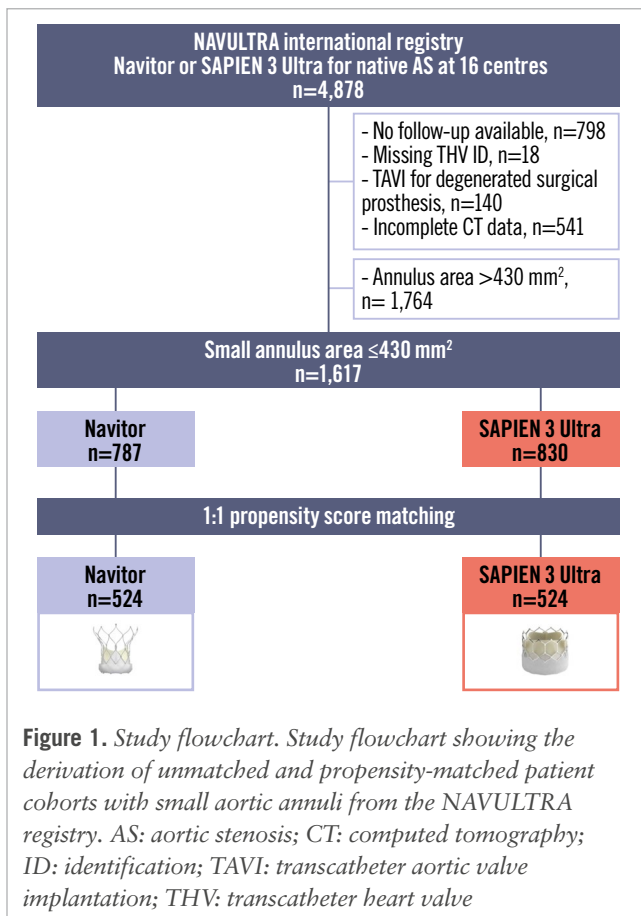 NAVULTRA international registry
Navitor or SAPIEN 3 Ultra for native AS at 16 centres
n=4,878
- No follow-up available, n=798
- Missing THV ID, n=18
- TAVI for degenerated surgical
prosthesis, n=140
- Incomplete CT data, n=541
- Annulus area >430 mm²,
n= 1,764
Small annulus area ≤430 mm²
n=1,617
Navitor
n=787
SAPIEN 3 Ultra
n=830
1:1 propensity score matching
Navitor
n=524
SAPIEN 3 Ultra
n=524
Figure 1. Study flowchart. Study flowchart showing the
derivation of unmatched and propensity-matched patient
cohorts with small aortic annuli from the NAVULTRA
registry. AS: aortic stenosis; CT: computed tomography;
ID: identification; TAVI: transcatheter aortic valve
implantation; THV: transcatheter heart valve